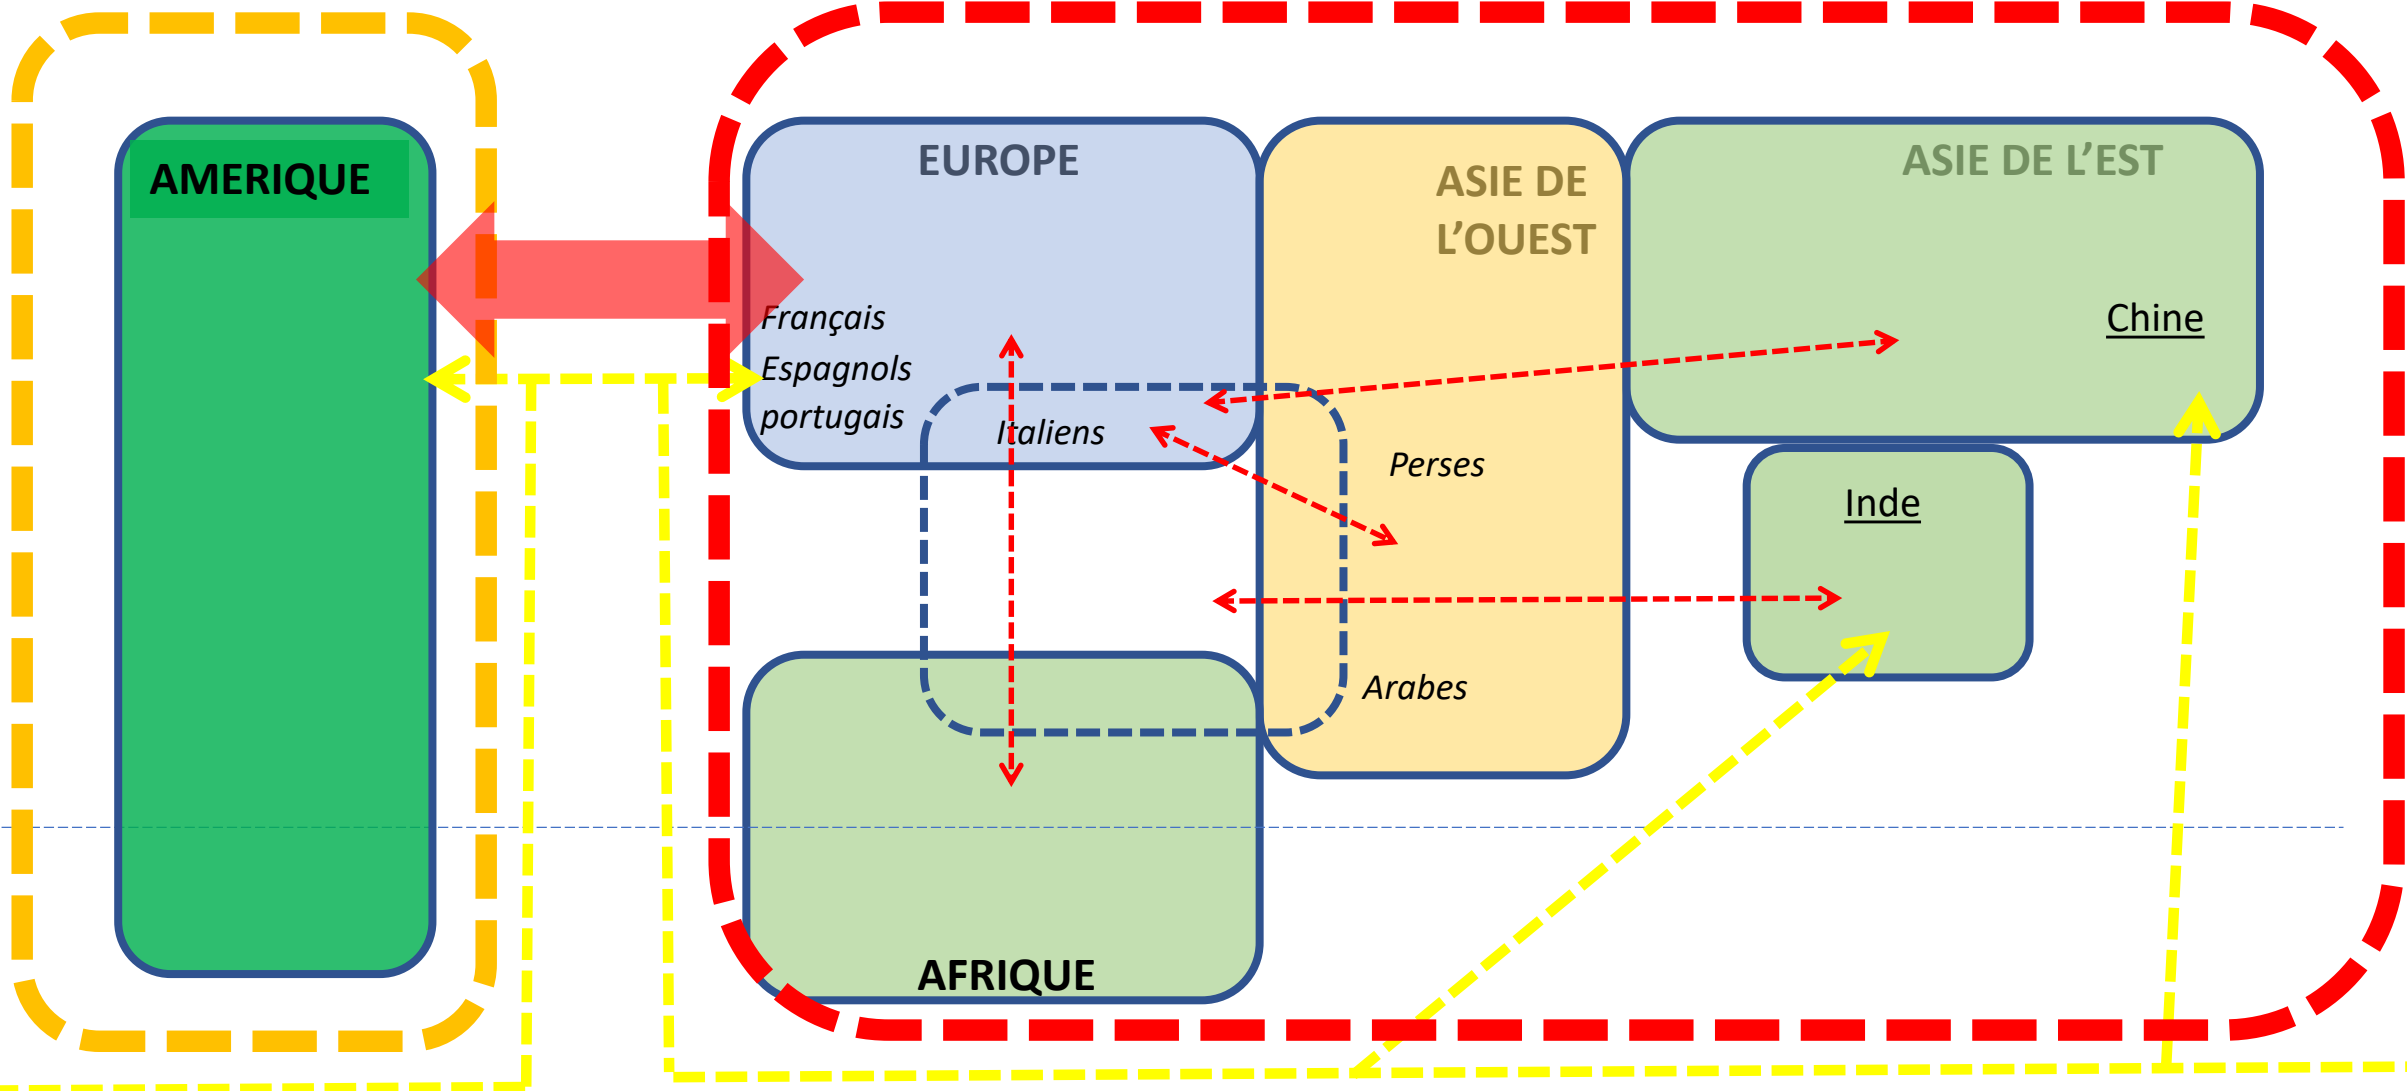 AMERIQUE
EUROPE
ASIE DE
L’OUEST
ASIE DE L’EST
Français
Espagnols
portugais
Italiens
Perses
Chine
Inde
Arabes
AFRIQUE